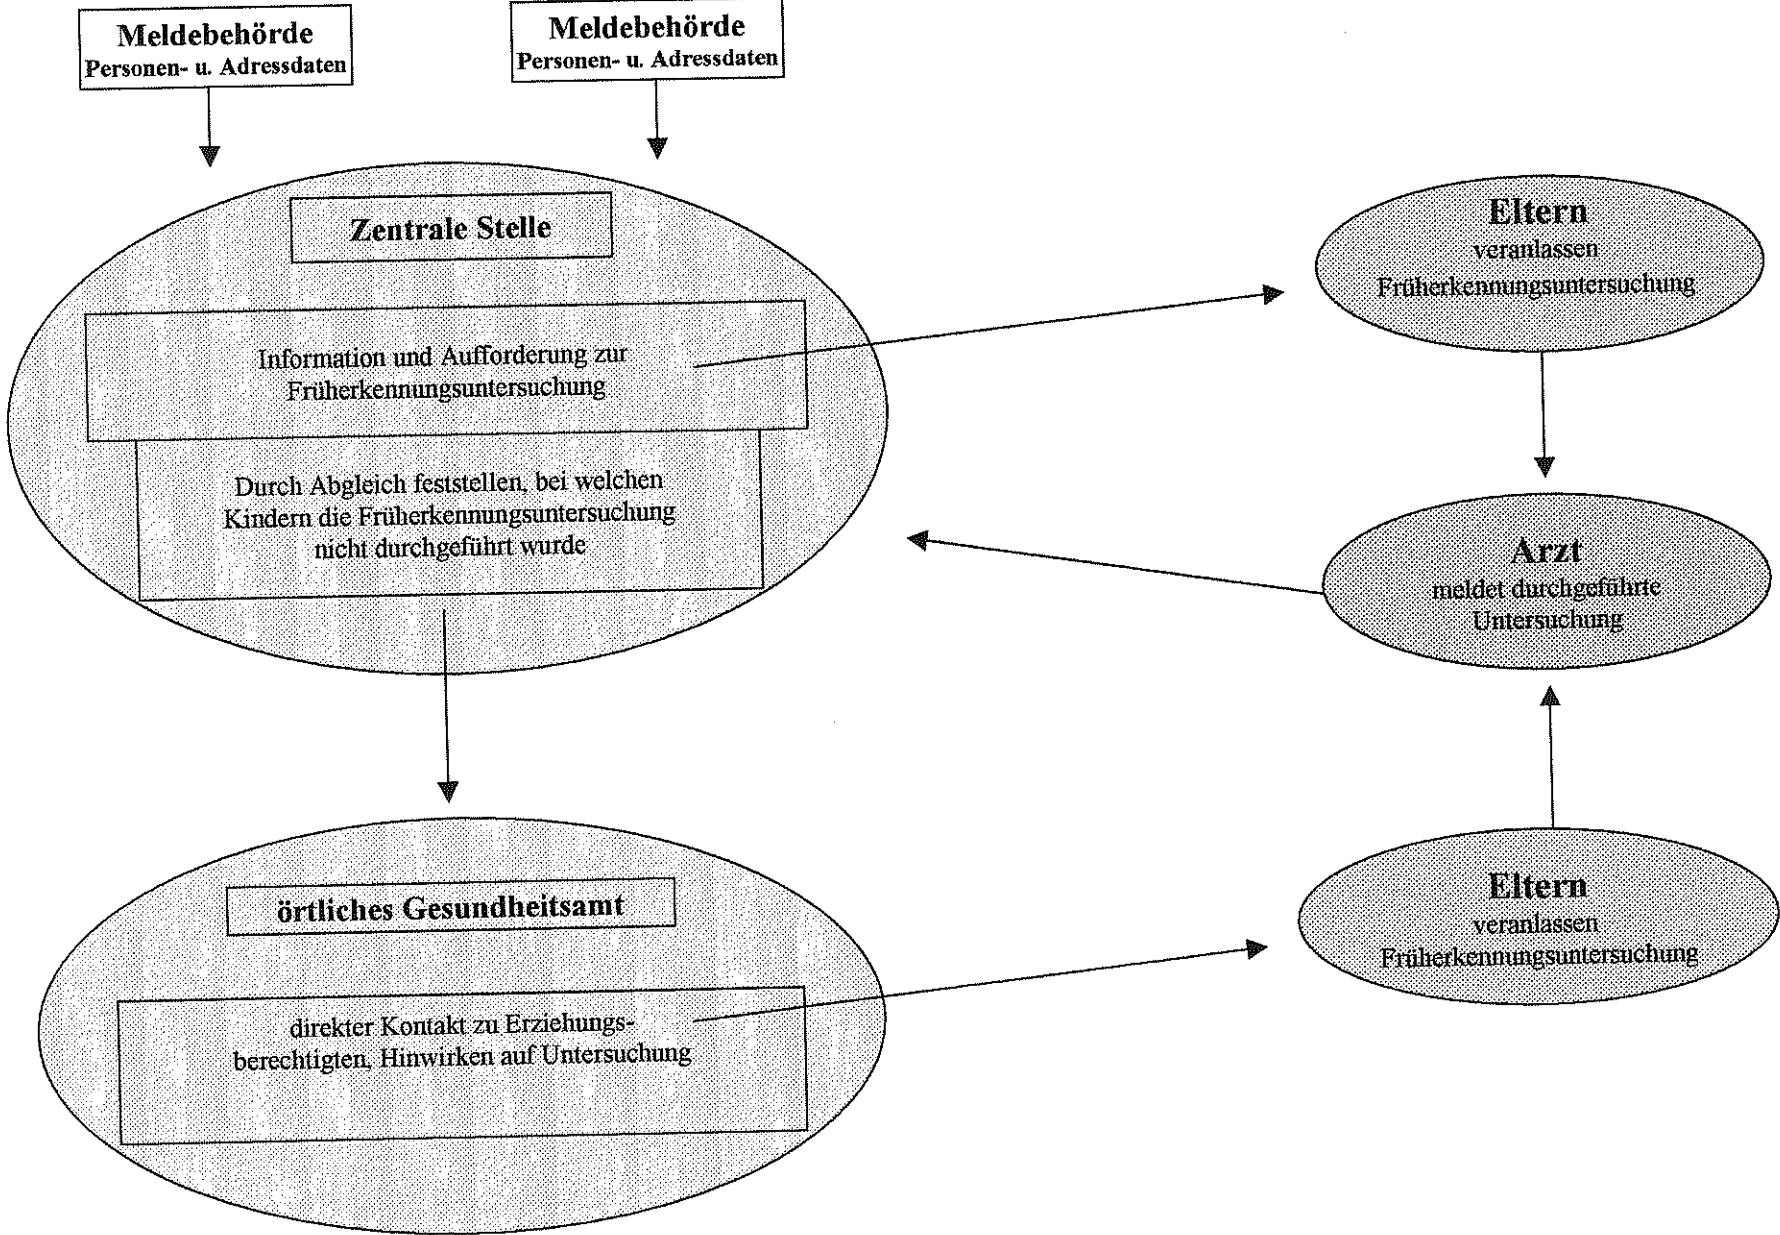 Meldebehörde
Personen- u. Adressdaten
Meldebehörde
Personen- u. Adressdaten
Zentrale Stelle
Information und Aufforderung zur
Früherkennungsuntersuchung
Durch Abgleich feststellen, bei welchen
Kindern die Früherkennungsuntersuchung
nicht durchgeführt wurde
Eltern
veranlassen
Früherkennungsuntersuchung
Arzt
meldet durchgeführte
Untersuchung
örtliches Gesundheitsamt
direkter Kontakt zu Erziehungs-
berechtigten, Hinwirken auf Untersuchung
Eltern
veranlassen
Früherkennungsuntersuchung